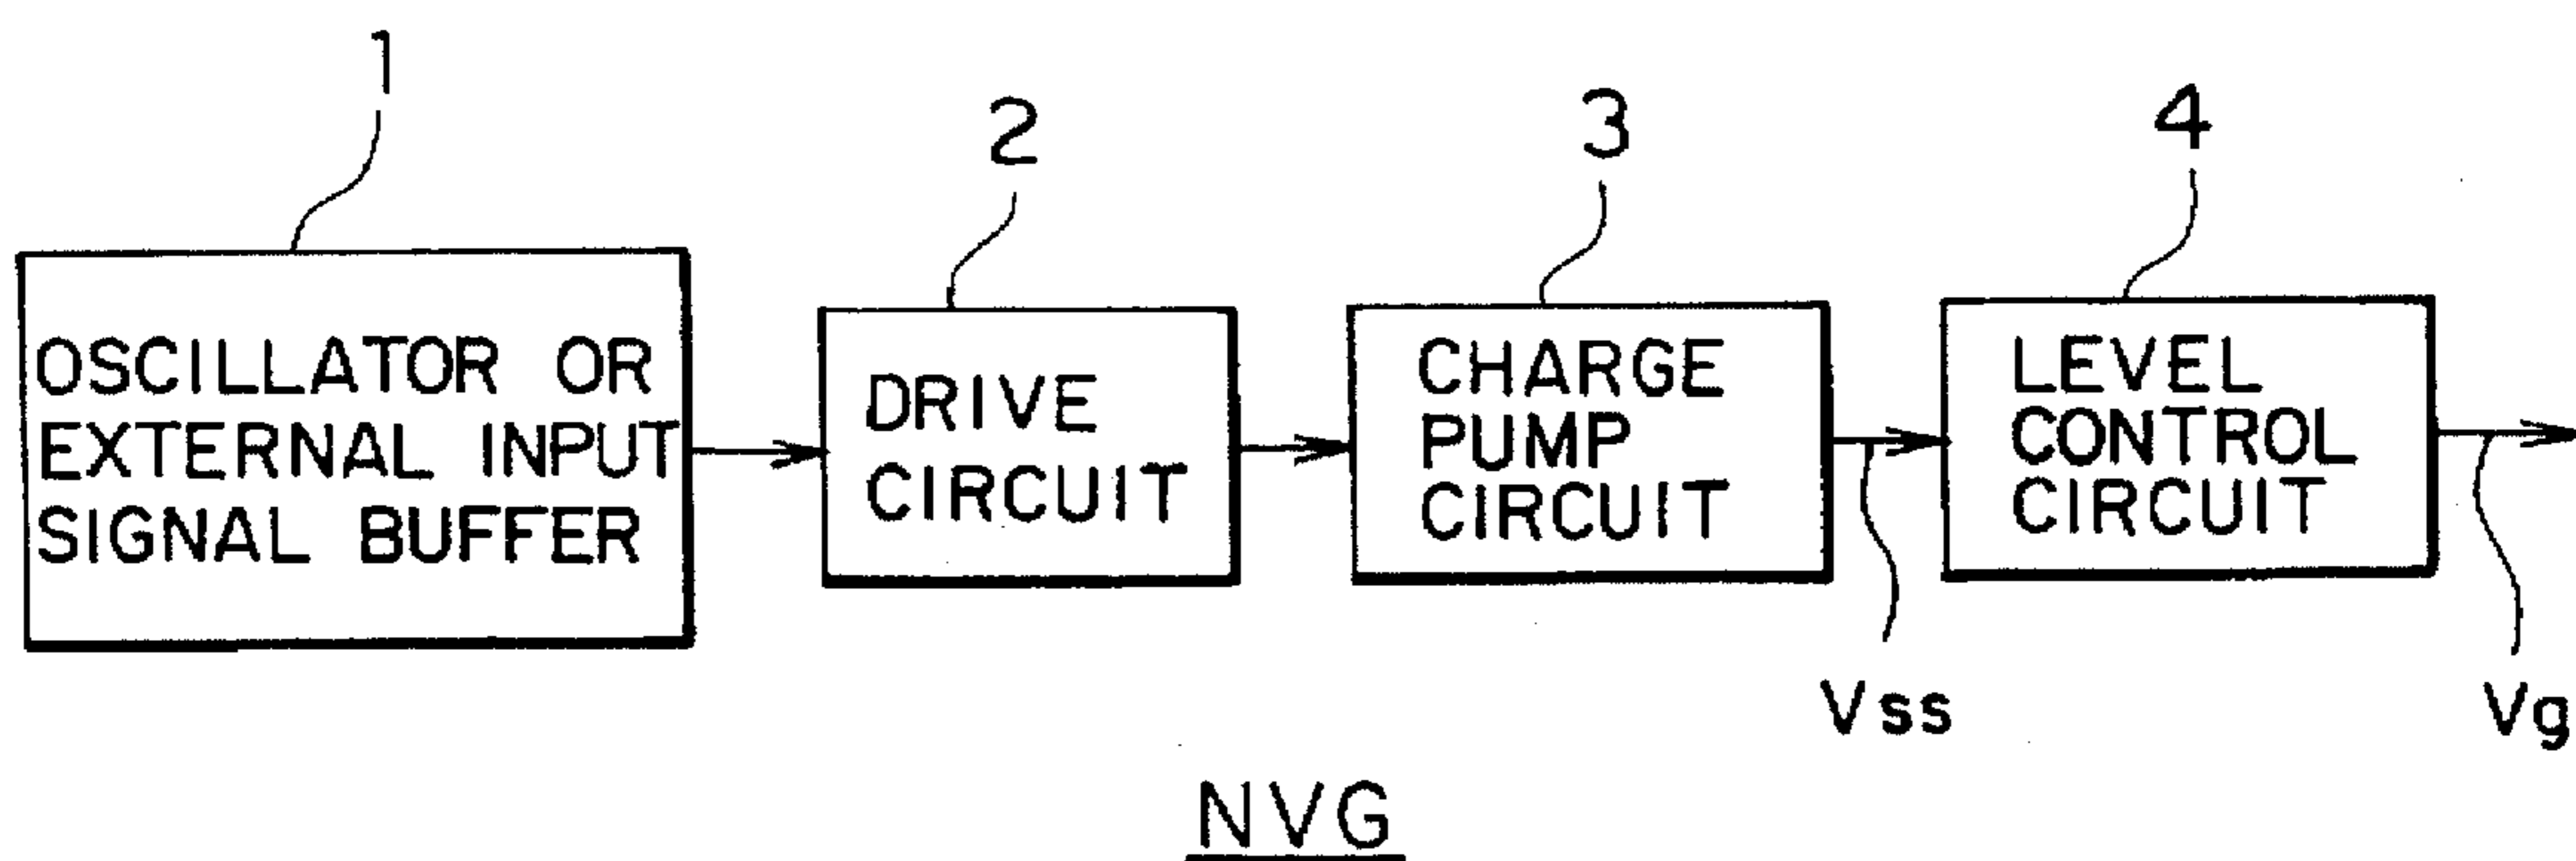 1
2
3
4
OSCILLATOR OR
EXTERNAL INPUT
SIGNAL BUFFER
DRIVE
CIRCUIT
CHARGE
PUMP
CIRCUIT
LEVEL
CONTROL
CIRCUIT
Vss
Vg
NVG